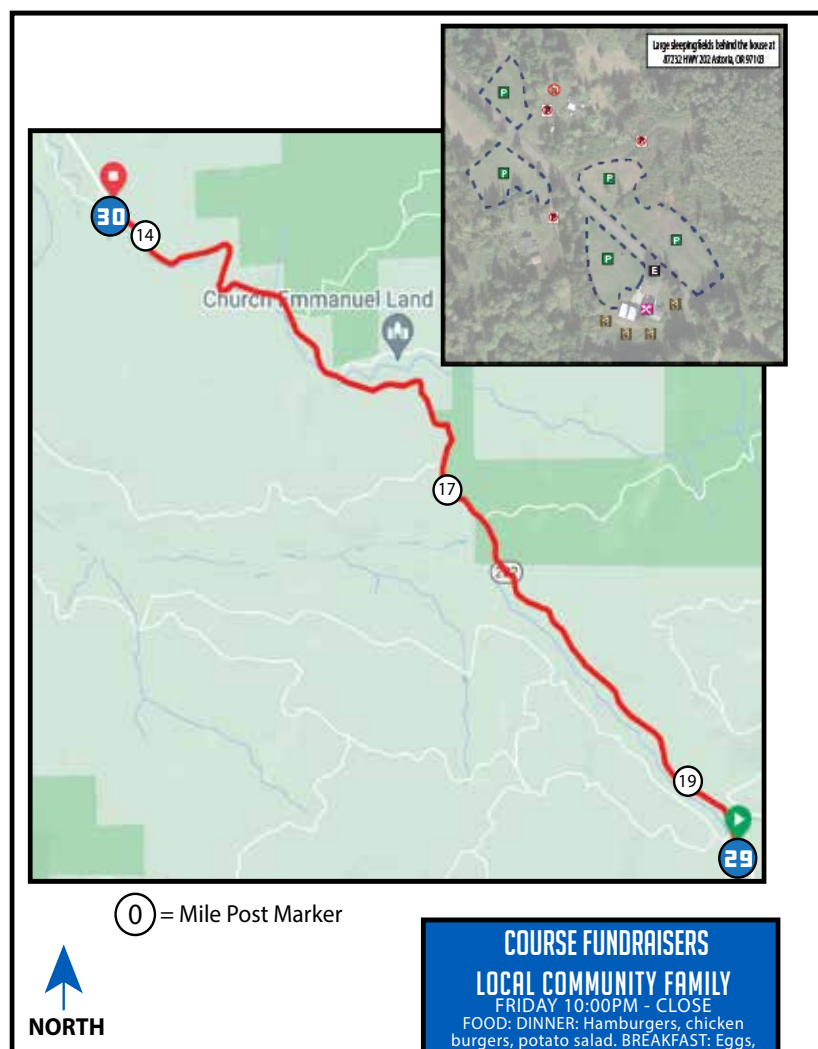 Large sleeping fields behind the house at
87232 HWY 202 Astoria, OR 97103
P
P
P
P
P
E
30
14
Church Emmanuel Land
17
19
29
0 = Mile Post Marker
NORTH
COURSE FUNDRAISERS
LOCAL COMMUNITY FAMILY
FRIDAY 10:00PM - CLOSE
FOOD: DINNER: Hamburgers, chicken
burgers, potato salad. BREAKFAST: Eggs,